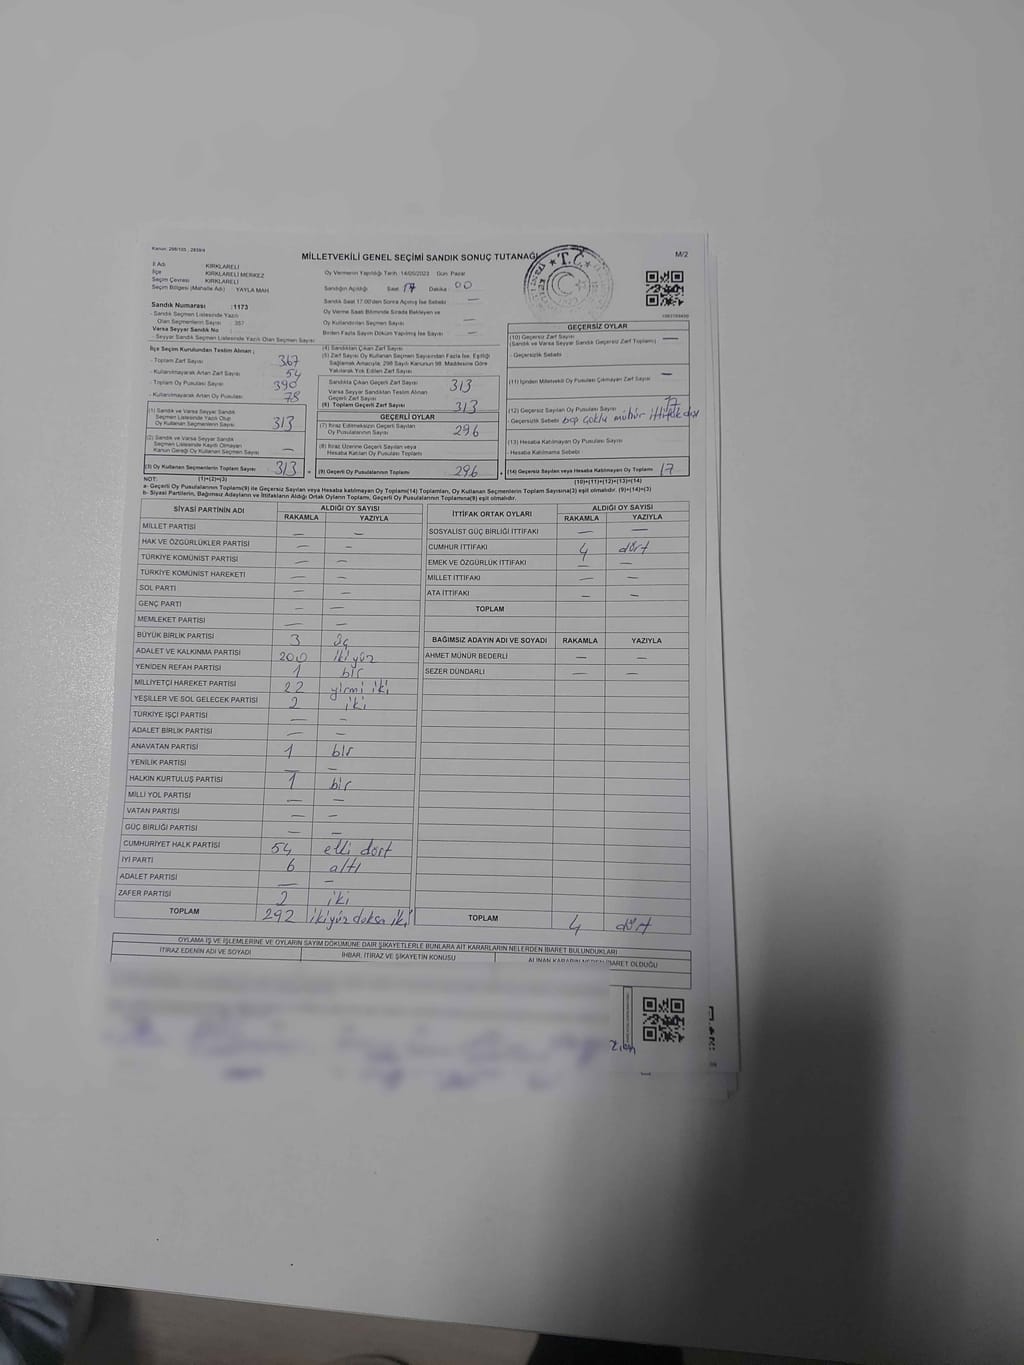 Kanun: 298/105 , 2839/4
MİLLETVEKİLİ GENEL SEÇİMİ SANDIK SONUÇ TUTANAĞI
M/2
İl Adı : KIRKLARELİ
İlçe : KIRKLARELİ MERKEZ
Seçim Çevresi : KIRKLARELİ
Seçim Bölgesi (Mahalle Adı) : YAYLA MAH.
Sandık Numarası :1173
- Sandık Seçmen Listesinde Yazılı
Olan Seçmenlerin Sayısı : 357
Varsa Seyyar Sandık No :
- Seyyar Sandık Seçmen Listesinde Yazılı Olan Seçmen Sayısı :
Oy Vermenin Yapıldığı Tarih :14/05/2023 Gün: Pazar
Sandığın Açıldığı Saat 17 Dakika 00
Sandık Saat 17.00'den Sonra Açılmış İse Sebebi —
Oy Verme Saati Bitiminde Sırada Bekleyen ve
Oy Kullandırılan Seçmen Sayısı —
Birden Fazla Sayım Döküm Yapılmış İse Sayısı —
T.C.
İlçe Seçim Kurulundan Teslim Alınan ;
- Toplam Zarf Sayısı 367
- Kullanılmayarak Artan Zarf Sayısı 54
- Toplam Oy Pusulası Sayısı 390
- Kullanılmayarak Artan Oy Pusulası 78
(1) Sandık ve Varsa Seyyar Sandık
Seçmen Listesinde Yazılı Olup
Oy Kullanan Seçmenlerin Sayısı 313
(2) Sandık ve Varsa Seyyar Sandık
Seçmen Listesinde Kayıtlı Olmayan
Kanun Gereği Oy Kullanan Seçmenlerin Sayısı —
(3) Oy Kullanan Seçmenlerin Toplam Sayısı 313
(1)+(2)=(3)
(4) Sandıktan Çıkan Zarf Sayısı
(5) Zarf Sayısı Oy Kullanan Seçmen Sayısından Fazla İse, Eşitliği
Sağlamak Amacıyla; 298 Sayılı Kanunun 98. Maddesine Göre
Yakılarak Yok Edilen Zarf Sayısı
Sandıkta Çıkan Geçerli Zarf Sayısı 313
Varsa Seyyar Sandıktan Teslim Alınan
Geçerli Zarf Sayısı
(6) Toplam Geçerli Zarf Sayısı 313
GEÇERLİ OYLAR
(7) İtiraz Edilmeksizin Geçerli Sayılan
Oy Pusulalarının Sayısı 296
(8) İtiraz Üzerine Geçerli Sayılan veya
Hesaba Katılan Oy Pusulaları Toplamı
(9) Geçerli Oy Pusulalarının Toplamı 296
GEÇERSİZ OYLAR
(10) Geçersiz Zarf Sayısı
(Sandık ve Varsa Seyyar Sandık Geçersiz Zarf Toplamı) —
- Geçersizlik Sebebi
(11) İçinden Milletvekili Oy Pusulası Çıkmayan Zarf Sayısı —
(12) Geçersiz Sayılan Oy Pusulası Sayısı 17
- Geçersizlik Sebebi çoklu mühür ittifak dışı
(13) Hesaba Katılmayan Oy Pusulası Sayısı
- Hesaba Katılmama Sebebi
(14) Geçersiz Sayılan veya Hesaba Katılmayan Oy Toplamı 17
(10)+(11)+(12)+(13)=(14)
NOT:
a- Geçerli Oy Pusulalarının Toplamı(9) ile Geçersiz Sayılan veya Hesaba Katılmayan Oy Toplamı(14) Toplamları, Oy Kullanan Seçmenlerin Toplam Sayısına(3) eşit olmalıdır. (9)+(14)=(3)
b- Siyasi Partilerin, Bağımsız Adayların ve İttifakların Aldığı Ortak Oyların Toplamı, Geçerli Oy Pusulalarının Toplamına(9) eşit olmalıdır.
SİYASİ PARTİNİN ADI ALDIĞI OY SAYISI
RAKAMLA YAZIYLA
MİLLET PARTİSİ — —
HAK VE ÖZGÜRLÜKLER PARTİSİ — —
TÜRKİYE KOMÜNİST PARTİSİ — —
TÜRKİYE KOMÜNİST HAREKETİ — —
SOL PARTİ — —
GENÇ PARTİ — —
MEMLEKET PARTİSİ — —
BÜYÜK BİRLİK PARTİSİ 3 üç
ADALET VE KALKINMA PARTİSİ 200 ikiyüz
YENİDEN REFAH PARTİSİ 1 bir
MİLLİYETÇİ HAREKET PARTİSİ 22 yirmi iki
YEŞİLLER VE SOL GELECEK PARTİSİ 2 iki
TÜRKİYE İŞÇİ PARTİSİ — —
ADALET BİRLİK PARTİSİ — —
ANAVATAN PARTİSİ 1 bir
YENİLİK PARTİSİ — —
HALKIN KURTULUŞ PARTİSİ 1 bir
MİLLİ YOL PARTİSİ — —
VATAN PARTİSİ — —
GÜÇ BİRLİĞİ PARTİSİ — —
CUMHURİYET HALK PARTİSİ 54 elli dört
İYİ PARTİ 6 altı
ADALET PARTİSİ — —
ZAFER PARTİSİ 2 iki
TOPLAM 292 ikiyüz doksan iki
İTTİFAK ORTAK OYLARI ALDIĞI OY SAYISI
RAKAMLA YAZIYLA
SOSYALİST GÜÇ BİRLİĞİ İTTİFAKI — —
CUMHUR İTTİFAKI 4 dört
EMEK VE ÖZGÜRLÜK İTTİFAKI — —
MİLLET İTTİFAKI — —
ATA İTTİFAKI — —
TOPLAM
BAĞIMSIZ ADAYIN ADI VE SOYADI RAKAMLA YAZIYLA
AHMET MÜNÜR BEDERLİ — —
SEZER DÜNDARLI — —
TOPLAM 4 dört
OYLAMA İŞ VE İŞLEMLERİNE VE OYLARIN SAYIM DÖKÜMÜNE DAİR ŞİKAYETLERLE BUNLARA AİT KARARLARIN NELERDEN İBARET BULUNDUKLARI
İTİRAZ EDENİN ADI VE SOYADI İHBAR, İTİRAZ VE ŞİKAYETİN KONUSU ALINAN KARARIN NEDEN İBARET OLDUĞU